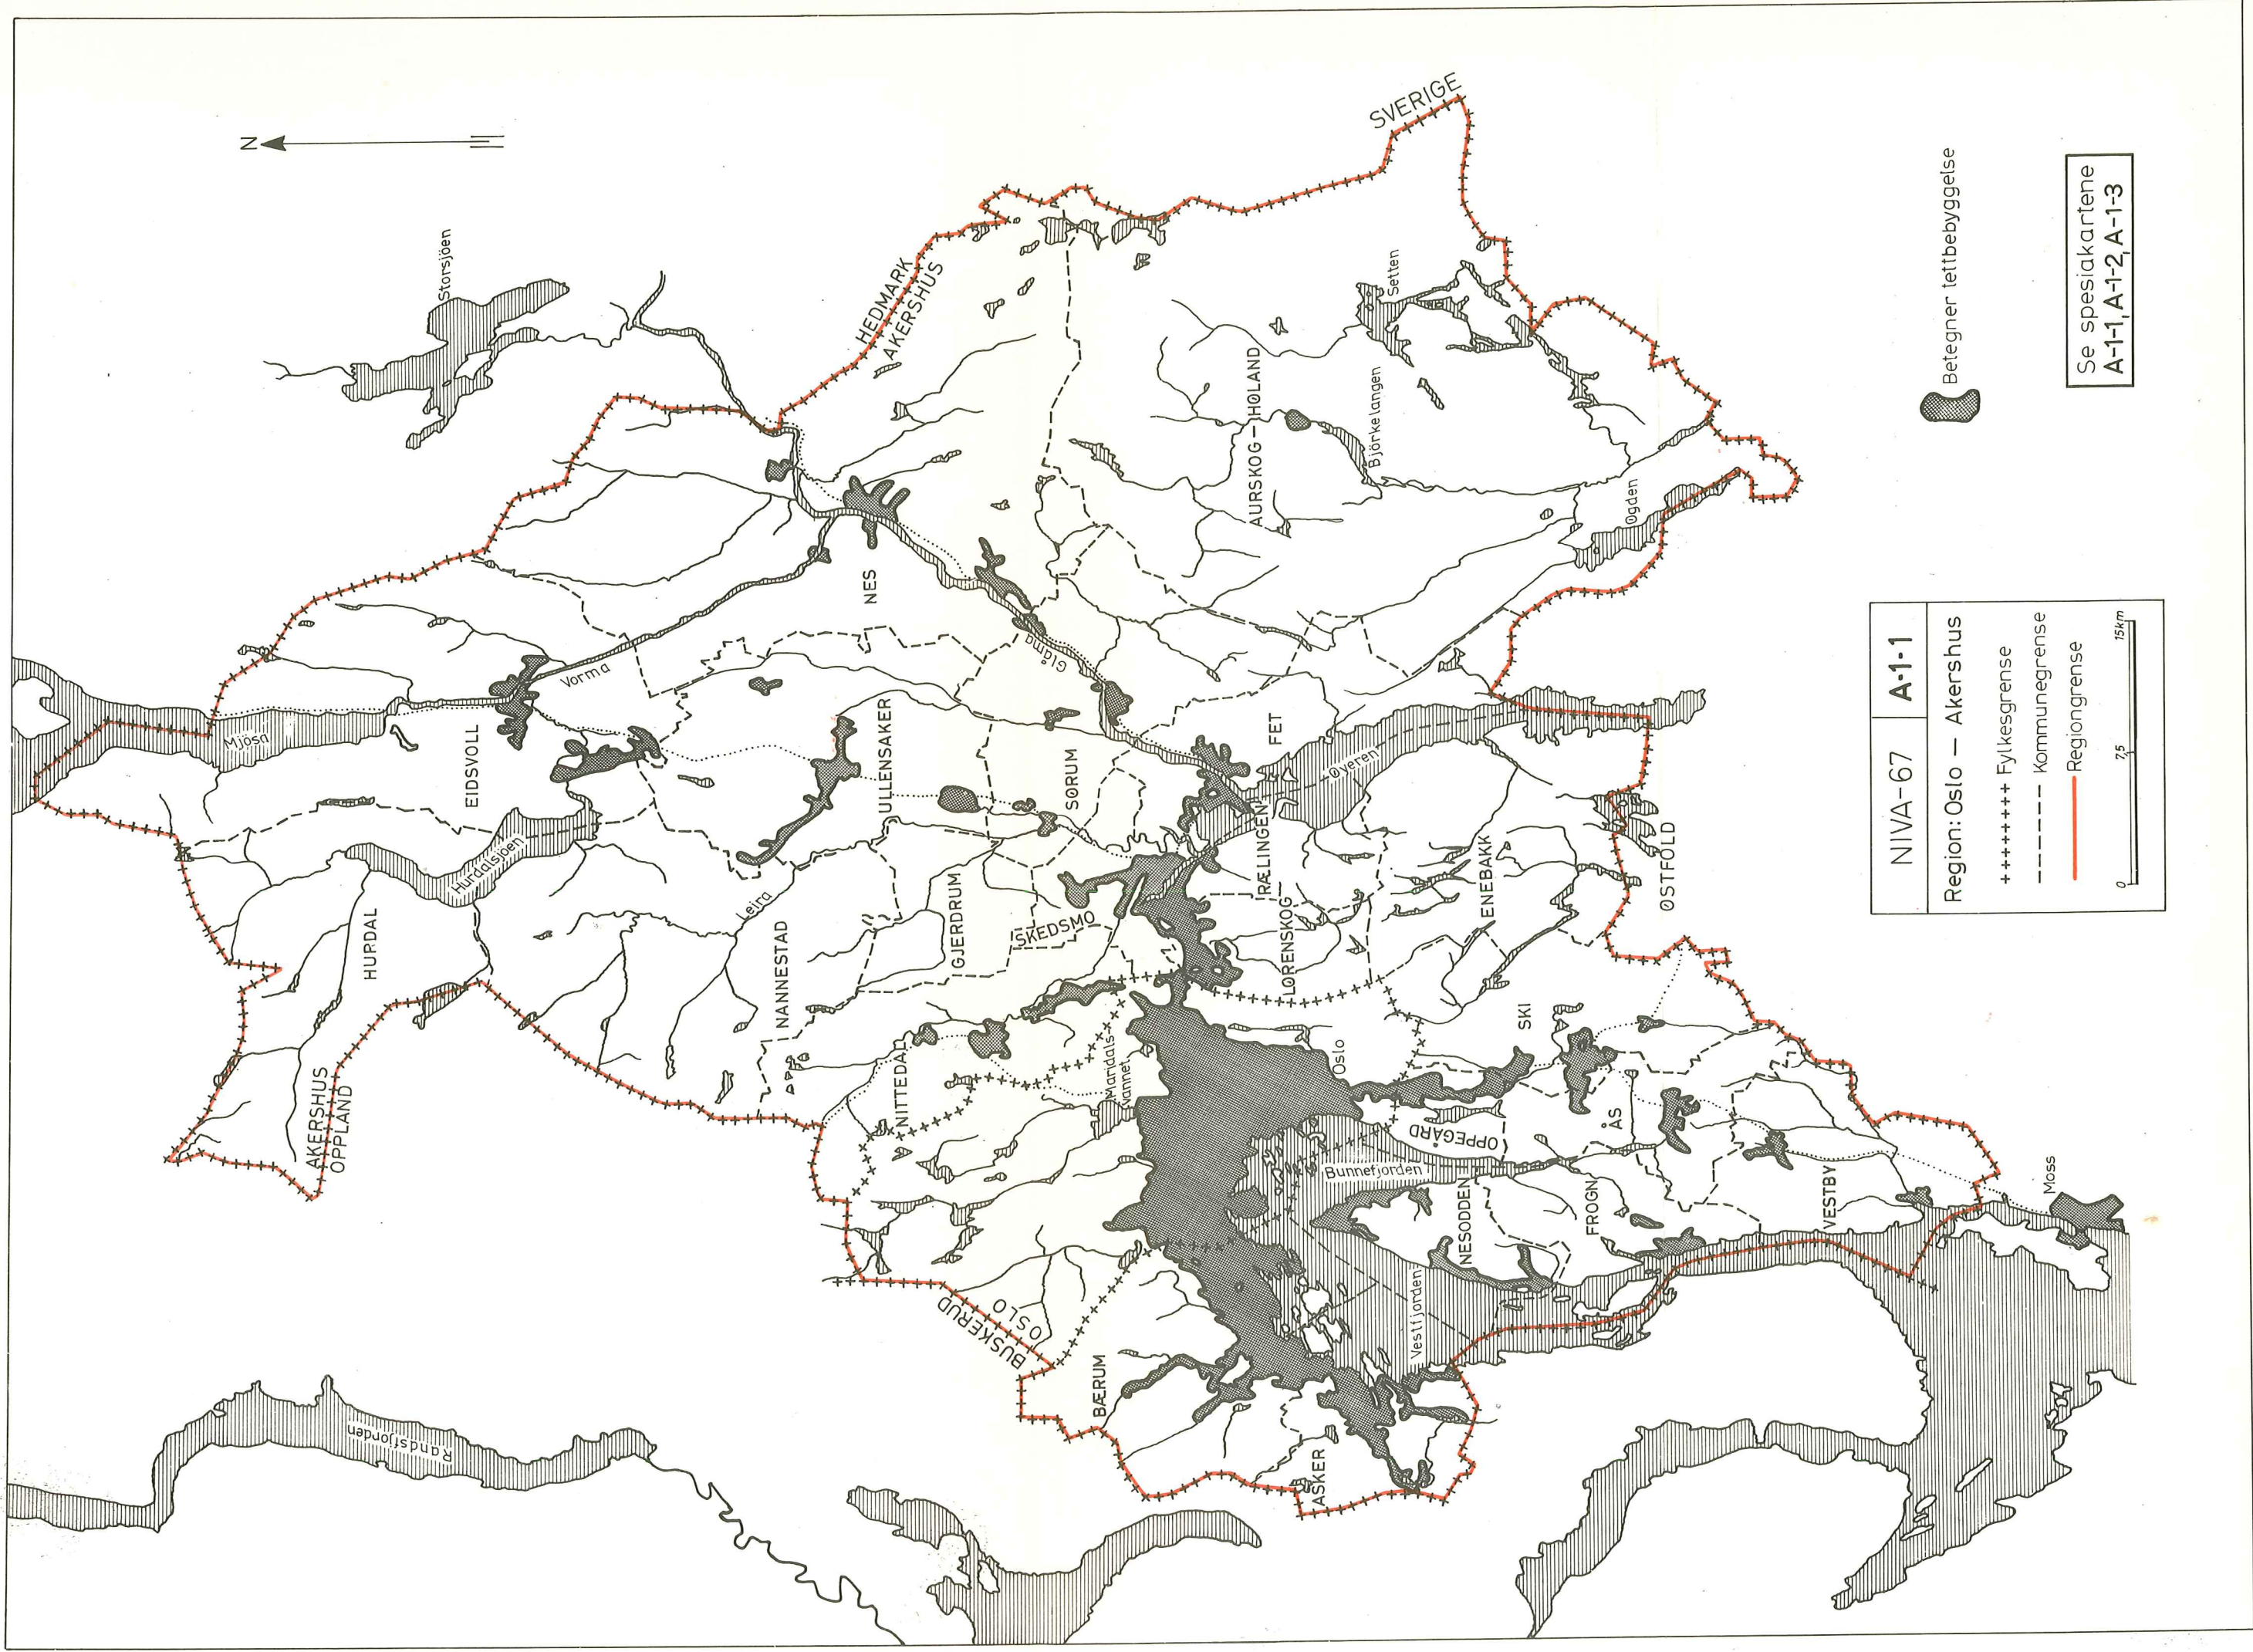 N
Storsjöen
SVERIGE
HEDMARK
AKERSHUS
Mjösa
EIDSVOLL
Vorma
NES
Hurdalsjöen
HURDAL
AKERSHUS
OPPLAND
Leira
NANNESTAD
ULLENSAKER
Glåma
SØRUM
GJERDRUM
SKEDSMO
AURSKOG-HØLAND
Björkelangen
Setten
Ogden
FET
Øyeren
RÆLINGEN
LØRENSKOG
ENEBAKK
ØSTFOLD
NITTEDAL
Maridals-
vannet
Oslo
SKI
OPPEGÅRD
ÅS
Bunnefjorden
NESODDEN
FROGN
VESTBY
Moss
Vestfjorden
BUSKERUD
OSLO
BÆRUM
ASKER
Randsfjorden
Betegner tettbebyggelse
Se spesialkartene
A-1-1, A-1-2, A-1-3
NIVA-67
A-1-1
Region: Oslo — Akershus
+++++++ Fylkesgrense
------- Kommunegrense
Regiongrense
0
7,5
15km